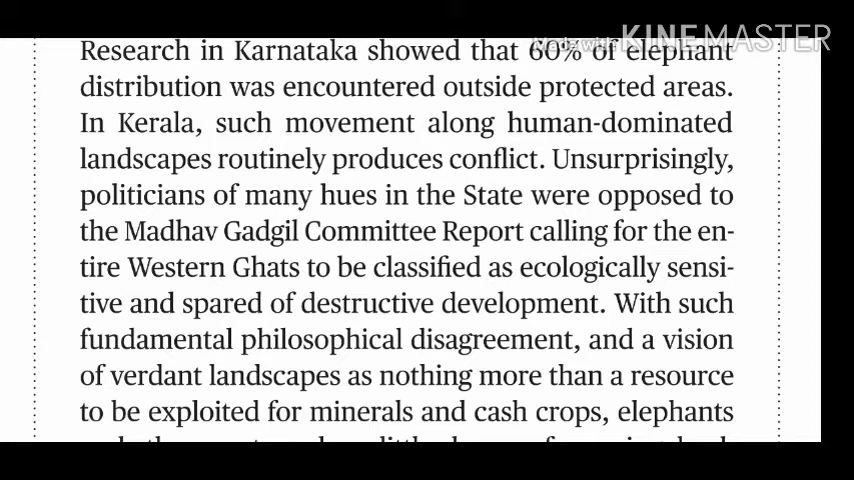 Made with KINEMASTER
Research in Karnataka showed that 60% of elephant
distribution was encountered outside protected areas.
In Kerala, such movement along human-dominated
landscapes routinely produces conflict. Unsurprisingly,
politicians of many hues in the State were opposed to
the Madhav Gadgil Committee Report calling for the en-
tire Western Ghats to be classified as ecologically sensi-
tive and spared of destructive development. With such
fundamental philosophical disagreement, and a vision
of verdant landscapes as nothing more than a resource
to be exploited for minerals and cash crops, elephants